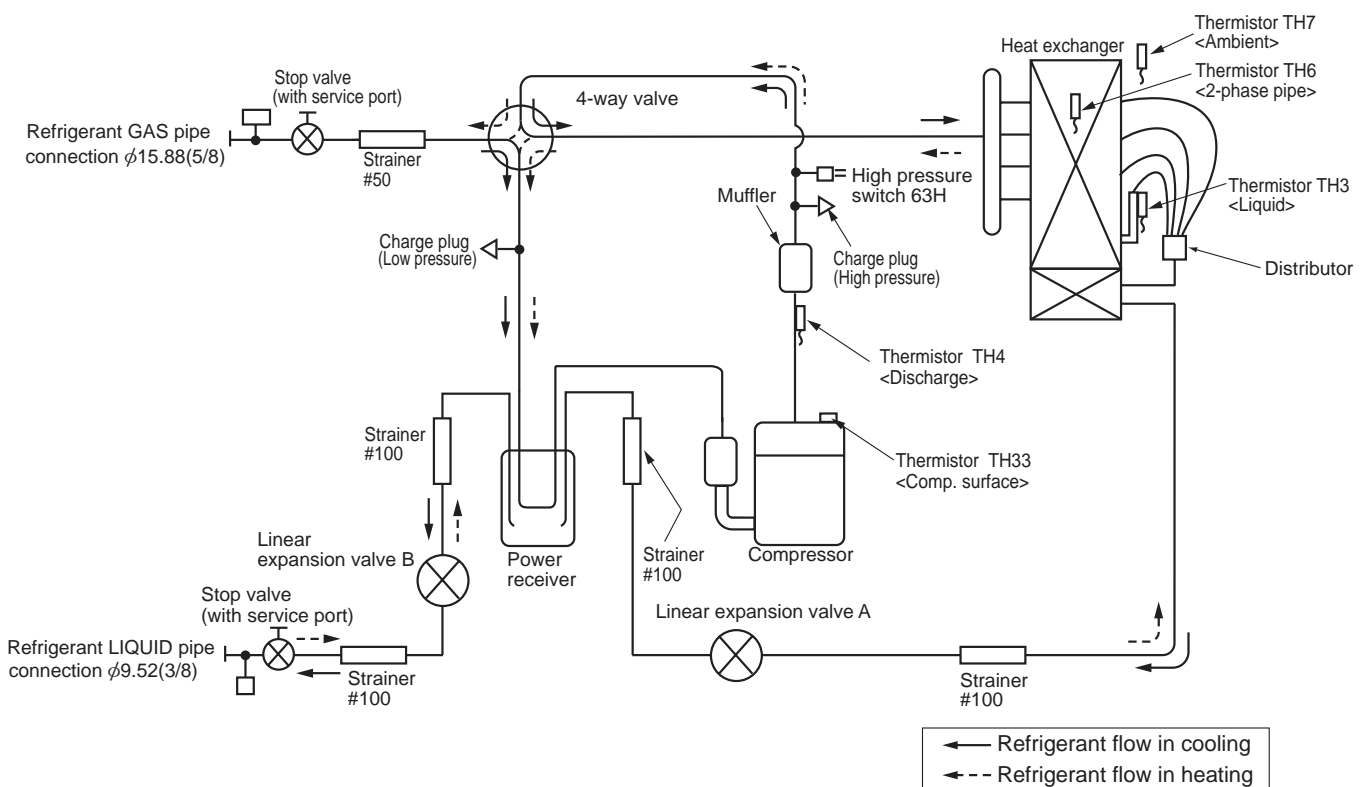 Thermistor TH7
<Ambient>
Heat exchanger
Thermistor TH6
<2-phase pipe>
Stop valve
(with service port)
4-way valve
Refrigerant GAS pipe
connection ϕ15.88(5/8)
Strainer
#50
High pressure
switch 63H
Thermistor TH3
<Liquid>
Muffler
Charge plug
(Low pressure)
Charge plug
(High pressure)
Distributor
Thermistor TH4
<Discharge>
Strainer
#100
Thermistor TH33
<Comp. surface>
Linear
expansion valve B
Power
receiver
Strainer
#100
Compressor
Stop valve
(with service port)
Linear expansion valve A
Refrigerant LIQUID pipe
connection ϕ9.52(3/8)
Strainer
#100
Strainer
#100
Refrigerant flow in cooling
Refrigerant flow in heating